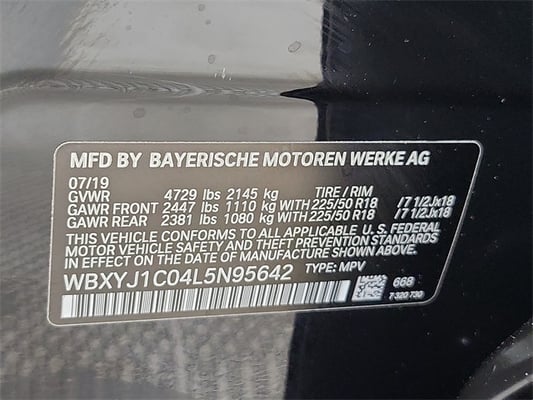 MFD BY BAYERISCHE MOTOREN WERKE AG
07/19
GVWR 4729 lbs 2145 kg TIRE / RIM
GAWR FRONT 2447 lbs 1110 kg WITH 225/50 R18 /7 1/2Jx18
GAWR REAR 2381 lbs 1080 kg WITH 225/50 R18 /7 1/2Jx18
THIS VEHICLE CONFORMS TO ALL APPLICABLE U. S. FEDERAL
MOTOR VEHICLE SAFETY AND THEFT PREVENTION
STANDARDS IN EFFECT ON THE DATE OF MANUFACTURE SHOWN ABOVE.
WBXYJ1C04L5N95642 TYPE: MPV
668
7 320 730